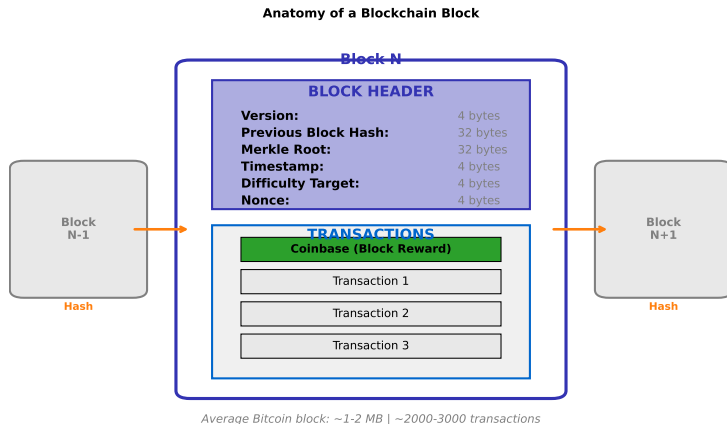 Anatomy of a Blockchain Block
Block N
BLOCK HEADER
Version: 4 bytes
Previous Block Hash: 32 bytes
Merkle Root: 32 bytes
Timestamp: 4 bytes
Difficulty Target: 4 bytes
Nonce: 4 bytes
Block
N-1
Hash
TRANSACTIONS
Coinbase (Block Reward)
Transaction 1
Transaction 2
Transaction 3
Block
N+1
Hash
Average Bitcoin block: ~1-2 MB | ~2000-3000 transactions